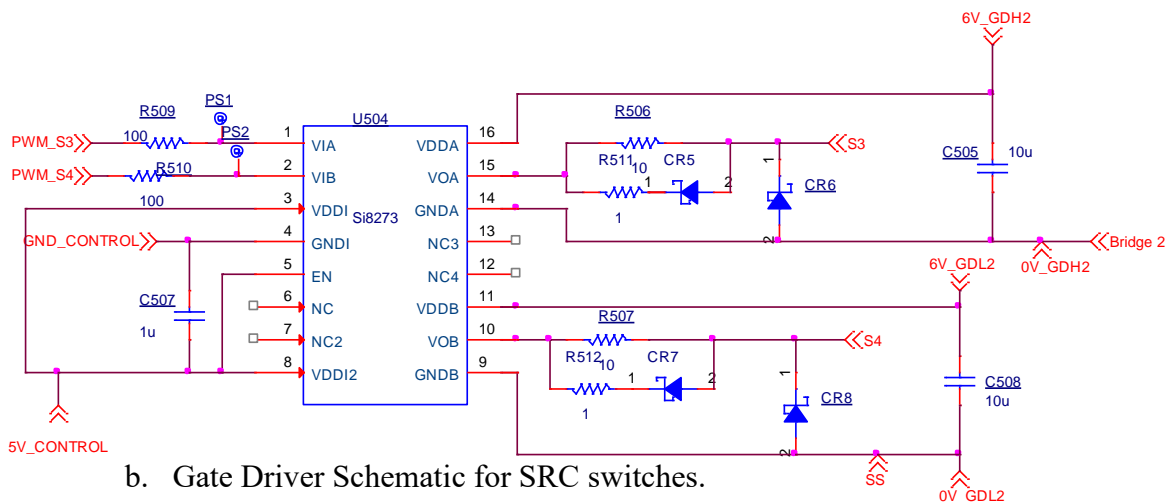 6V_GDH2
PS1
R509
PS2
U504
R506
PWM_S3
100
1
VIA
VDDA
16
S3
R511
10
CR5
1
C505
10u
PWM_S4
R510
2
VIB
VOA
15
1
2
CR6
100
3
VDDI
Si8273
GNDA
14
1
GND_CONTROL
4
GNDI
NC3
13
2
Bridge 2
5
EN
NC4
12
6V_GDL2
0V_GDH2
C507
6
NC
VDDB
11
R507
1u
7
NC2
VOB
10
S4
R512
10
CR7
1
C508
8
VDDI2
GNDB
9
1
2
CR8
10u
1
5V_CONTROL
2
SS
0V_GDL2
b. Gate Driver Schematic for SRC switches.